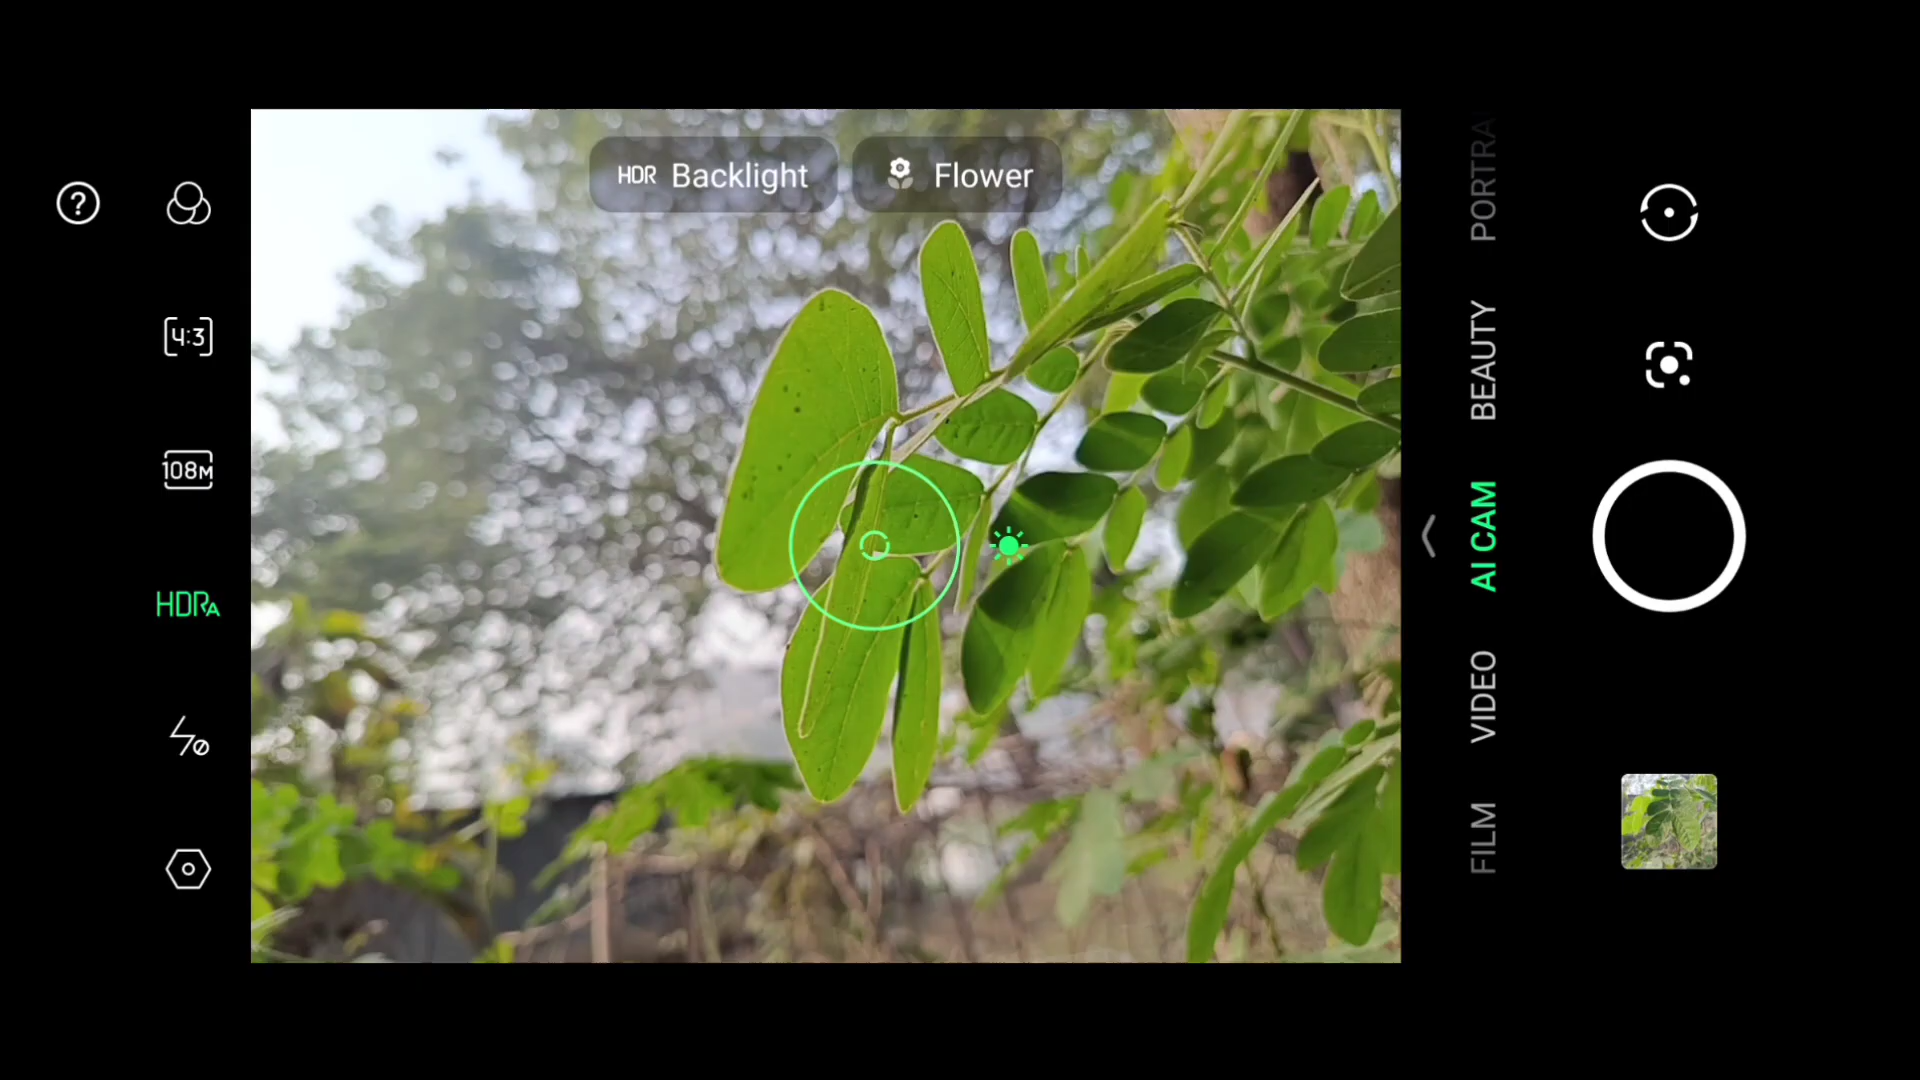 ?
4:3
108M
HDRA
HDR Backlight
Flower
PORTRA
BEAUTY
AI CAM
VIDEO
FILM